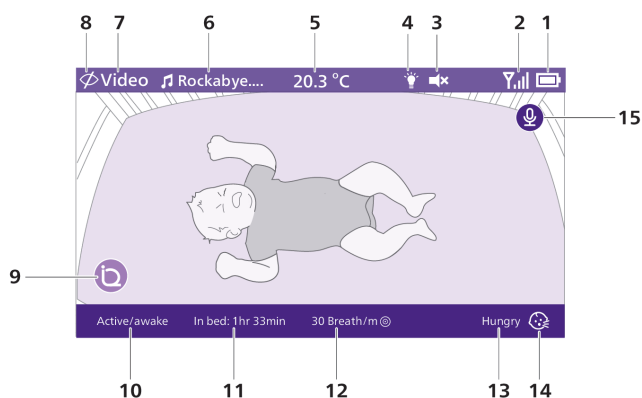 8 7 6 5 4 3 2 1
Video Rockabye.... 20.3 °C
15
9
Active/awake In bed: 1hr 33min 30 Breath/m Hungry
10 11 12 13 14